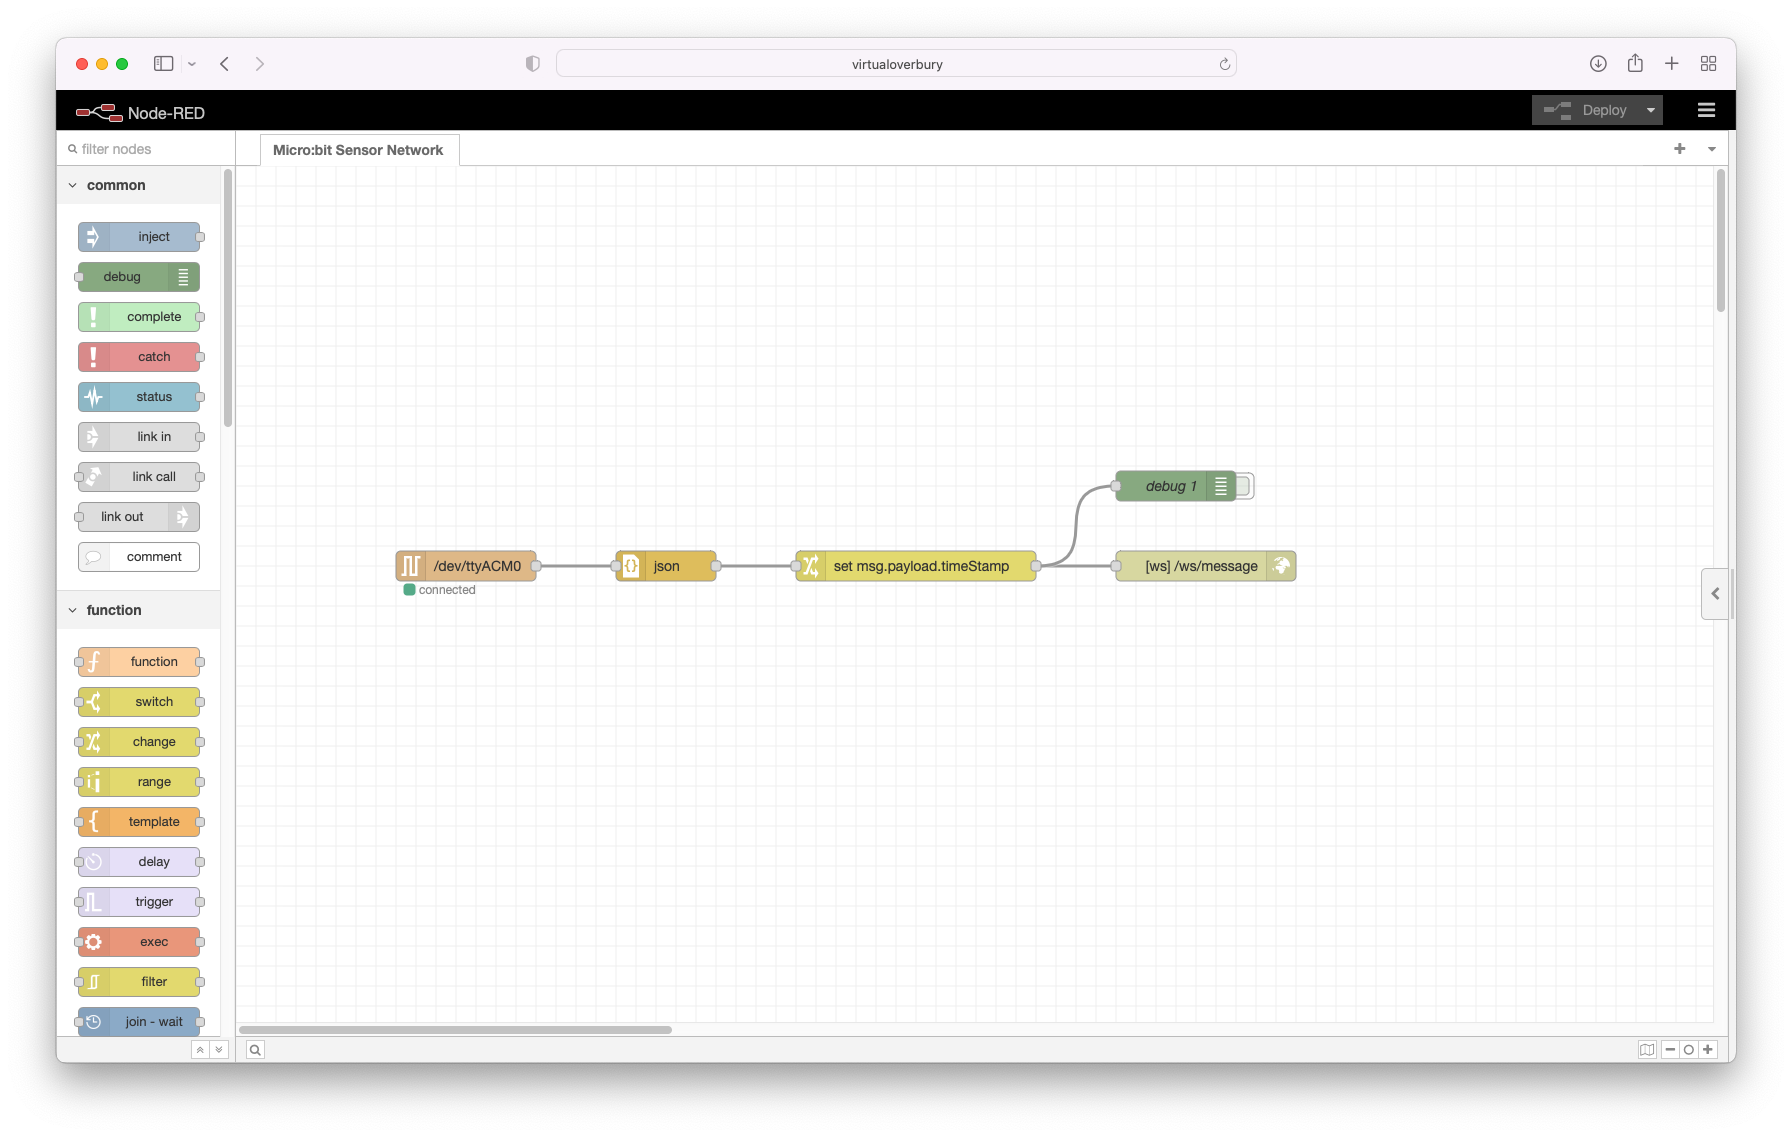 virtualoverbury
Node-RED
Deploy
filter nodes
Micro:bit Sensor Network
common
inject
debug
complete
catch
status
link in
link call
link out
comment
function
function
switch
change
range
template
delay
trigger
exec
filter
join - wait
debug 1
/dev/ttyACM0
json
set msg.payload.timeStamp
[ws] /ws/message
connected